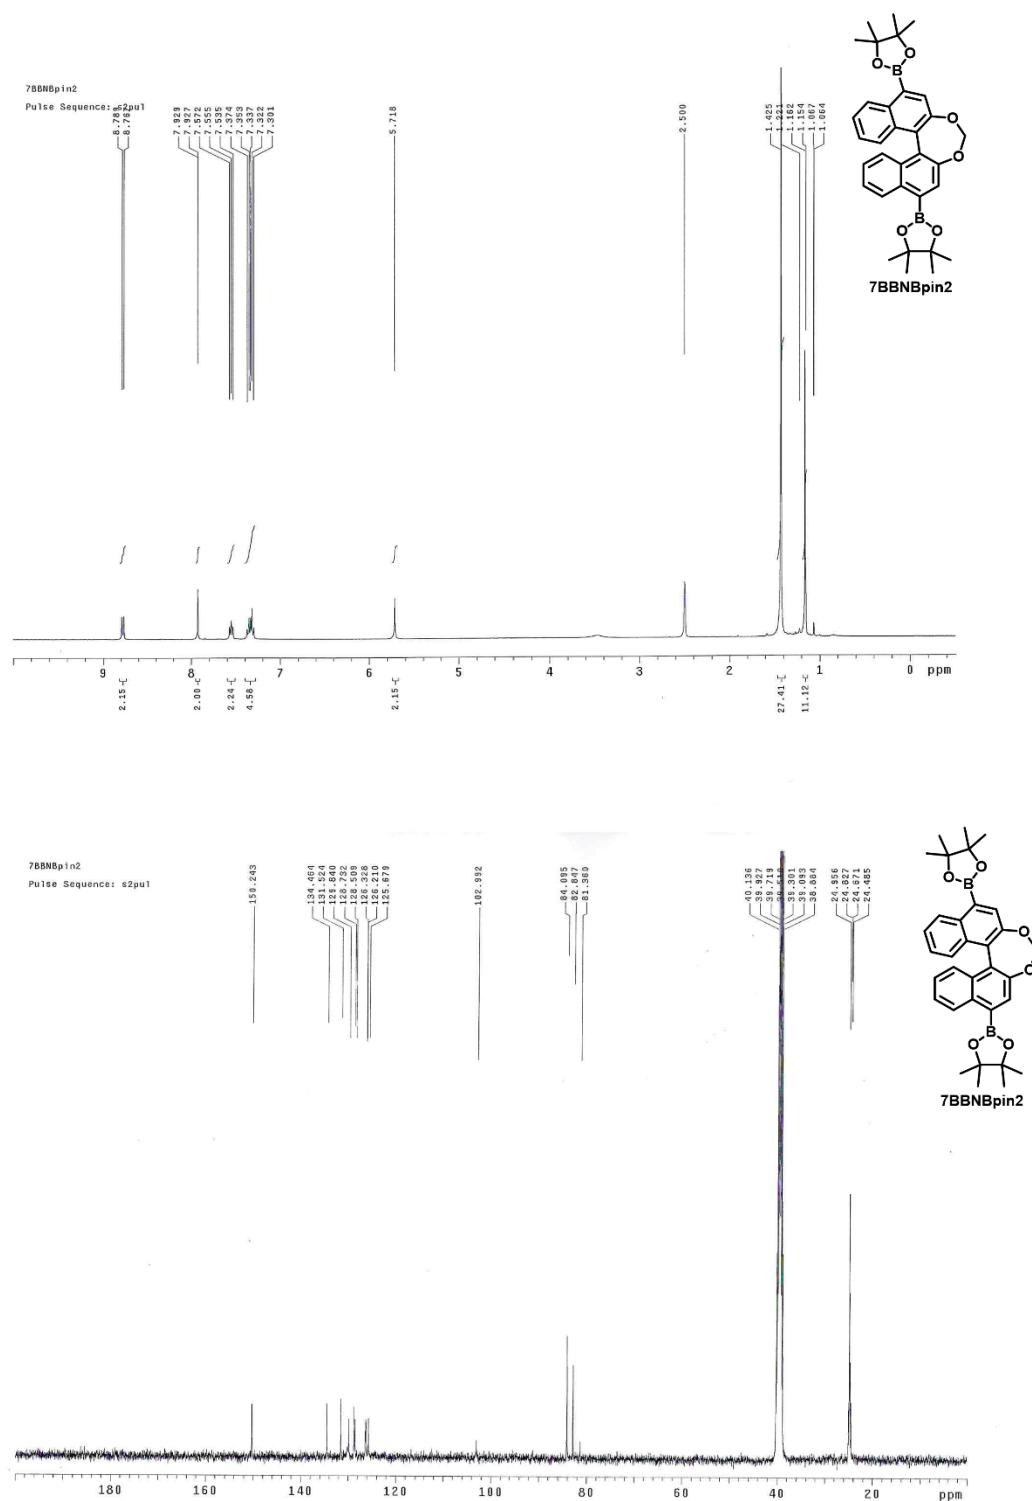 7BBNBpin2
Pulse Sequence: s2pul
7.929
7.927
7.572
7.555
7.535
7.374
7.353
7.337
7.322
7.301
5.718
2.500
1.425
1.221
1.162
1.154
1.067
1.064
O O
B
O
O
B
O O
7BBNBpin2
9 8 7 6 5 4 3 2 1 0 ppm
2.15 2.00 2.24 4.58 2.15 27.41 11.12
7BBNBpin2
Pulse Sequence: s2pul
150.243
134.464
131.524
129.840
128.732
128.509
126.328
126.210
125.679
102.992
84.095
82.847
81.360
40.136
39.927
39.719
39.301
39.093
38.884
24.956
24.827
24.671
24.485
O O
B
O
O
B
O O
7BBNBpin2
180 160 140 120 100 80 60 40 20 ppm